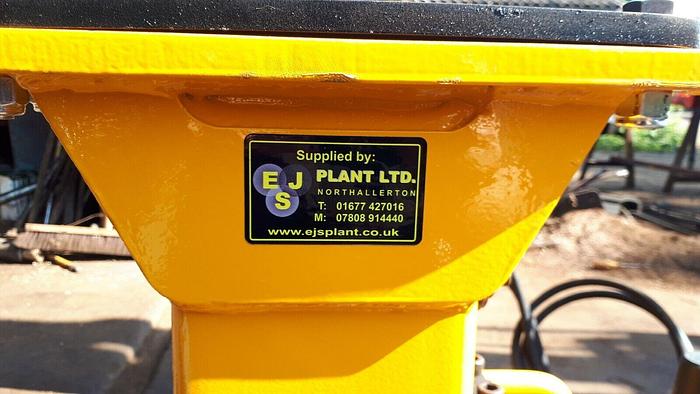 Supplied by:
E J S PLANT LTD.
NORTHALLERTON
T: 01677 427016
M: 07808 914440
www.ejsplant.co.uk